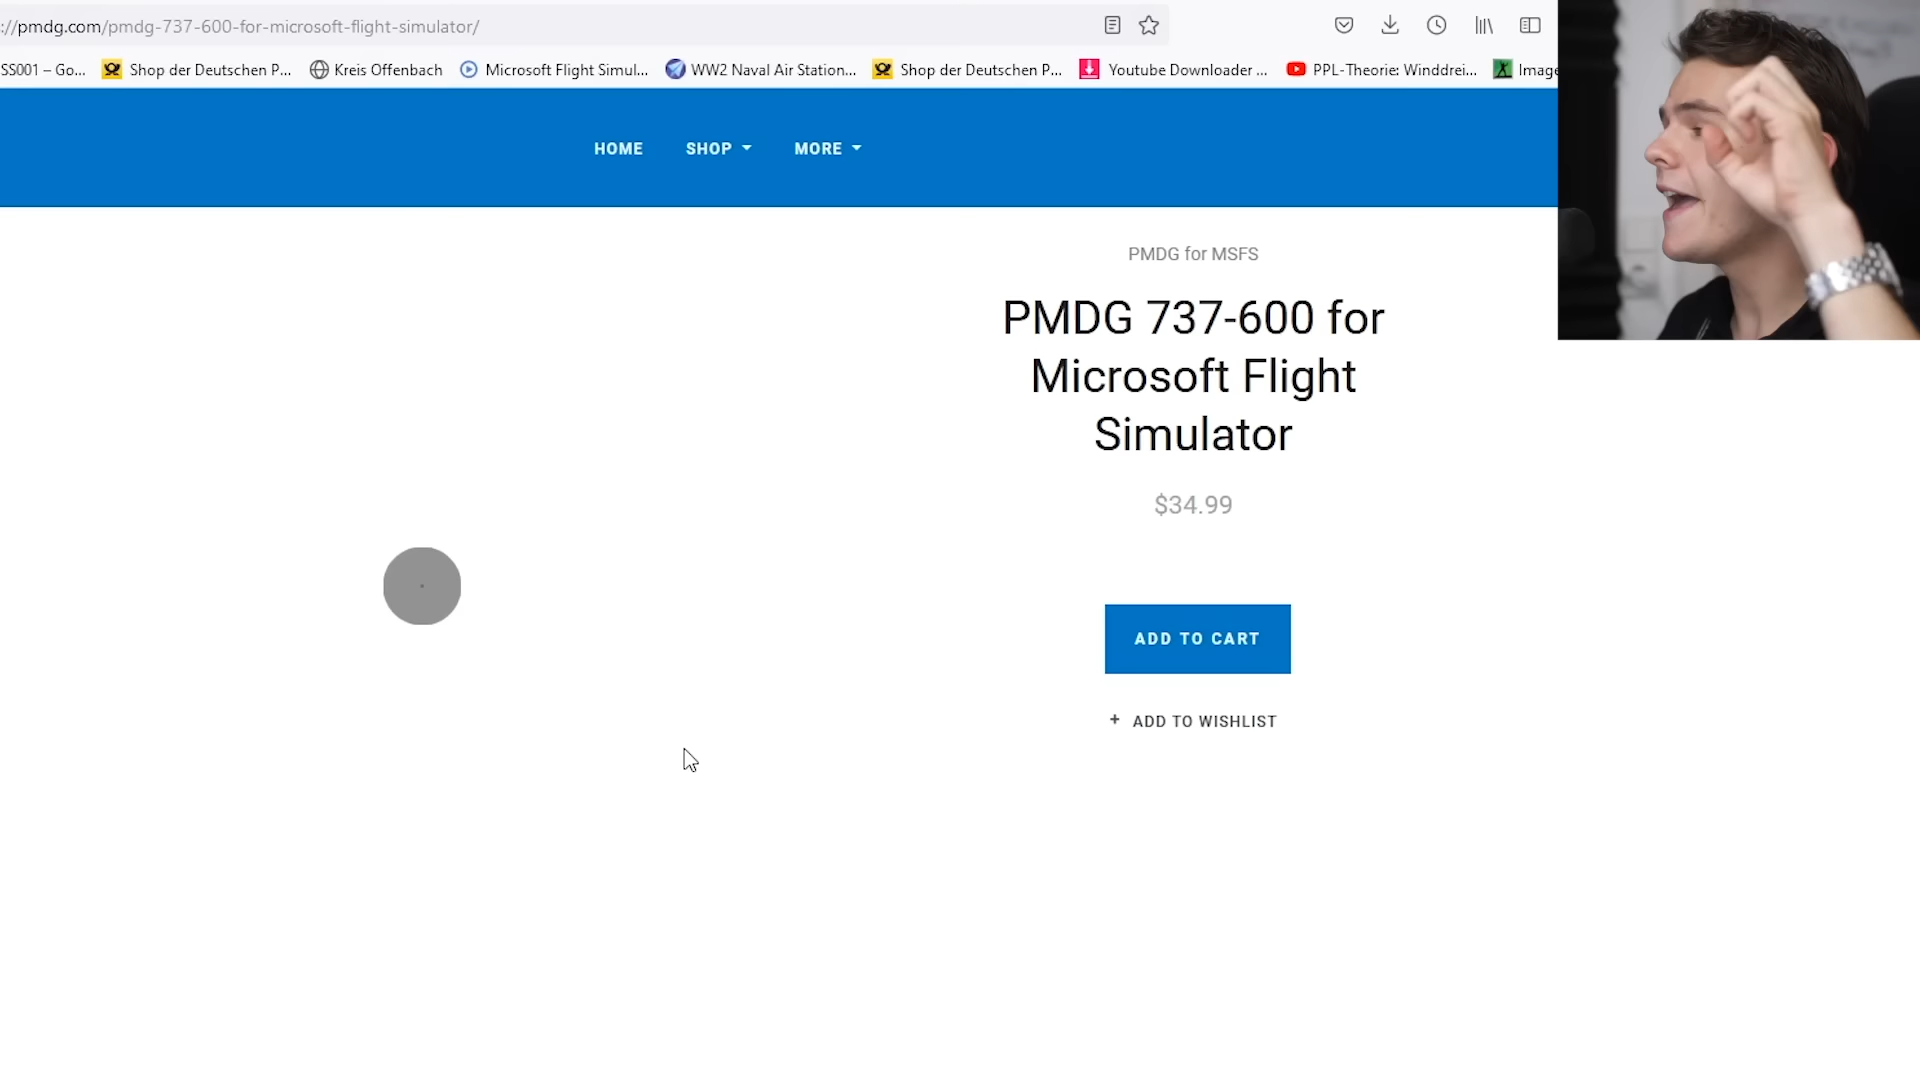 ://pmdg.com/pmdg-737-600-for-microsoft-flight-simulator/
SS001 – Go... Shop der Deutschen P... Kreis Offenbach Microsoft Flight Simul... WW2 Naval Air Station... Shop der Deutschen P... Youtube Downloader ... PPL-Theorie: Winddrei... Image
HOME SHOP MORE
PMDG for MSFS
PMDG 737-600 for
Microsoft Flight
Simulator
$34.99
ADD TO CART
+ ADD TO WISHLIST